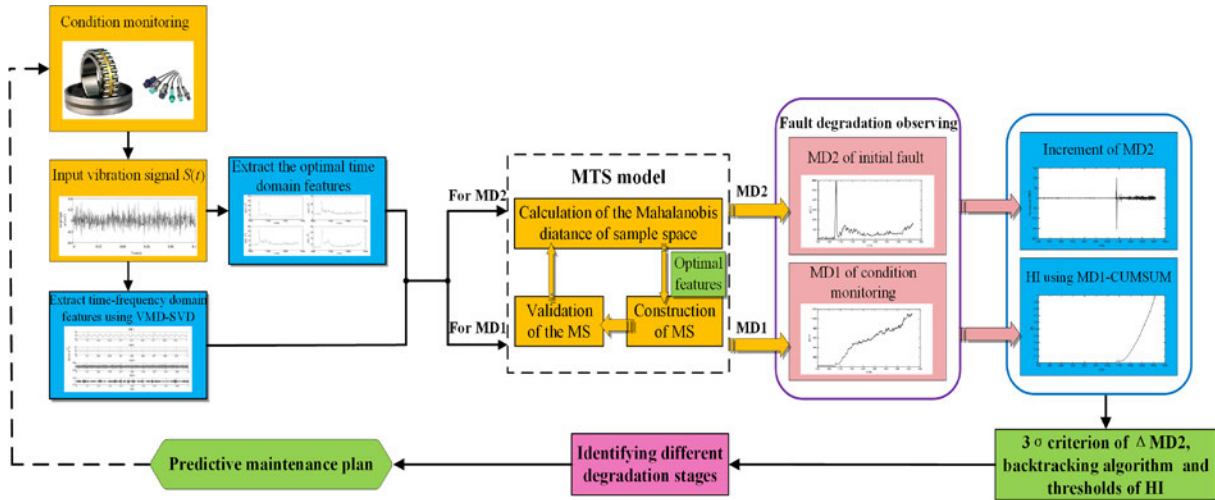 Condition monitoring
Input vibration signal S(t)
Extract the optimal time
domain features
Extract time-frequency domain
features using VMD-SVD
For MD2
For MD1
MTS model
Calculation of the Mahalanobis
diatance of sample space
Optimal
features
Validation
of the MS
Construction
of MS
MD2
MD1
Fault degradation observing
MD2 of initial fault
MD1 of condition
monitoring
Increment of MD2
HI using MD1-CUMSUM
3 σ criterion of Δ MD2,
backtracking algorithm and
thresholds of HI
Identifying different
degradation stages
Predictive maintenance plan